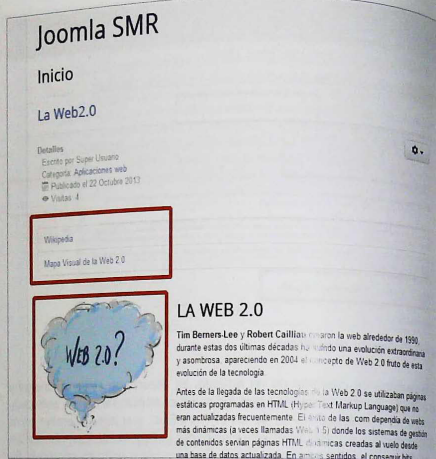 Joomla SMR
Inicio
La Web2.0
Detalles
Escrito por Super Usuario
Categoría: Aplicaciones web
Publicado el 22 Octubre 2013
Visitas: 4
Wikipedia
Mapa Visual de la Web 2.0
WEB 2.0?
LA WEB 2.0
Tim Berners-Lee y Robert Cailliau crearon la web alrededor de 1990,
durante estas dos últimas décadas ha sufrido una evolución extraordinaria
y asombrosa, apareciendo en 2004 el concepto de Web 2.0 fruto de esta
evolución de la tecnología.
Antes de la llegada de las tecnologías de la Web 2.0 se utilizaban páginas
estáticas programadas en HTML (Hyper Text Markup Language) que no
eran actualizadas frecuentemente. El éxito de las .com dependía de webs
más dinámicas (a veces llamadas Web 1.5) donde los sistemas de gestión
de contenidos servían páginas HTML dinámicas creadas al vuelo desde
una base de datos actualizada. En ambos sentidos, el conseguir hits